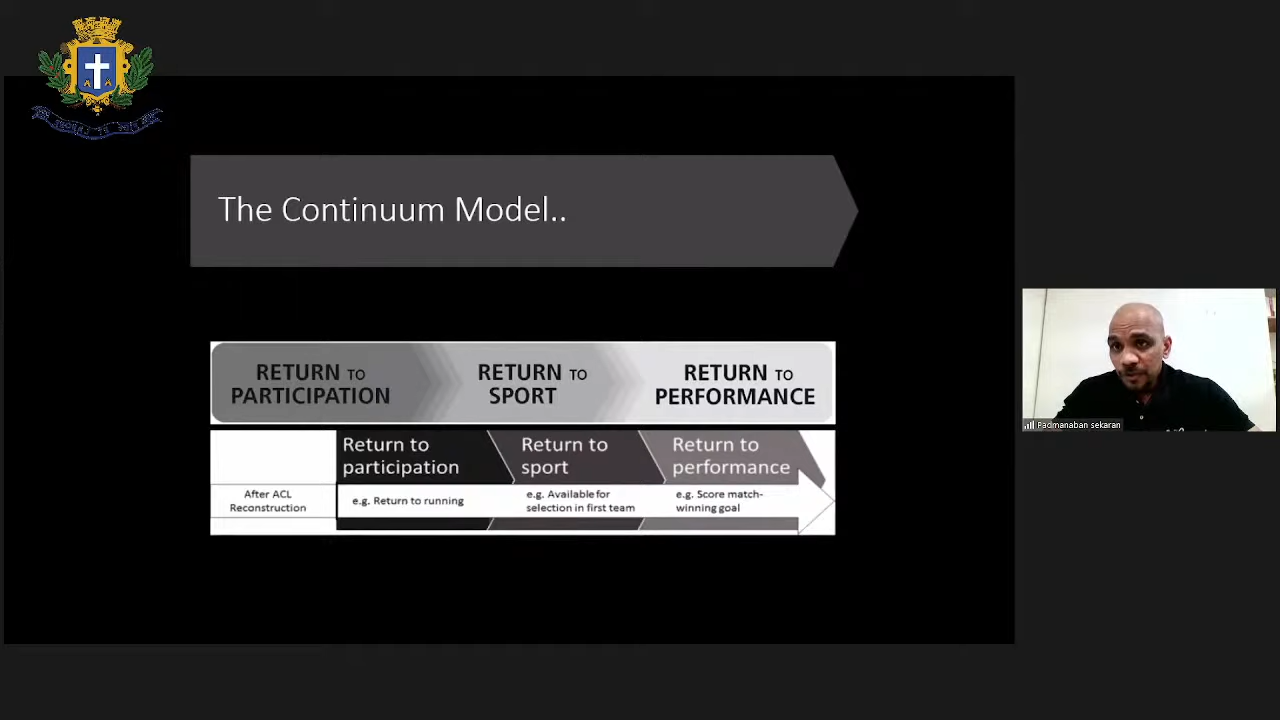 The Continuum Model..
RETURN TO
PARTICIPATION
RETURN TO
SPORT
RETURN TO
PERFORMANCE
Return to
participation
Return to
sport
Return to
performance
After ACL
Reconstruction
e.g. Return to running
e.g. Available for
selection in first team
e.g. Score match-
winning goal
Padmanaban sekaran